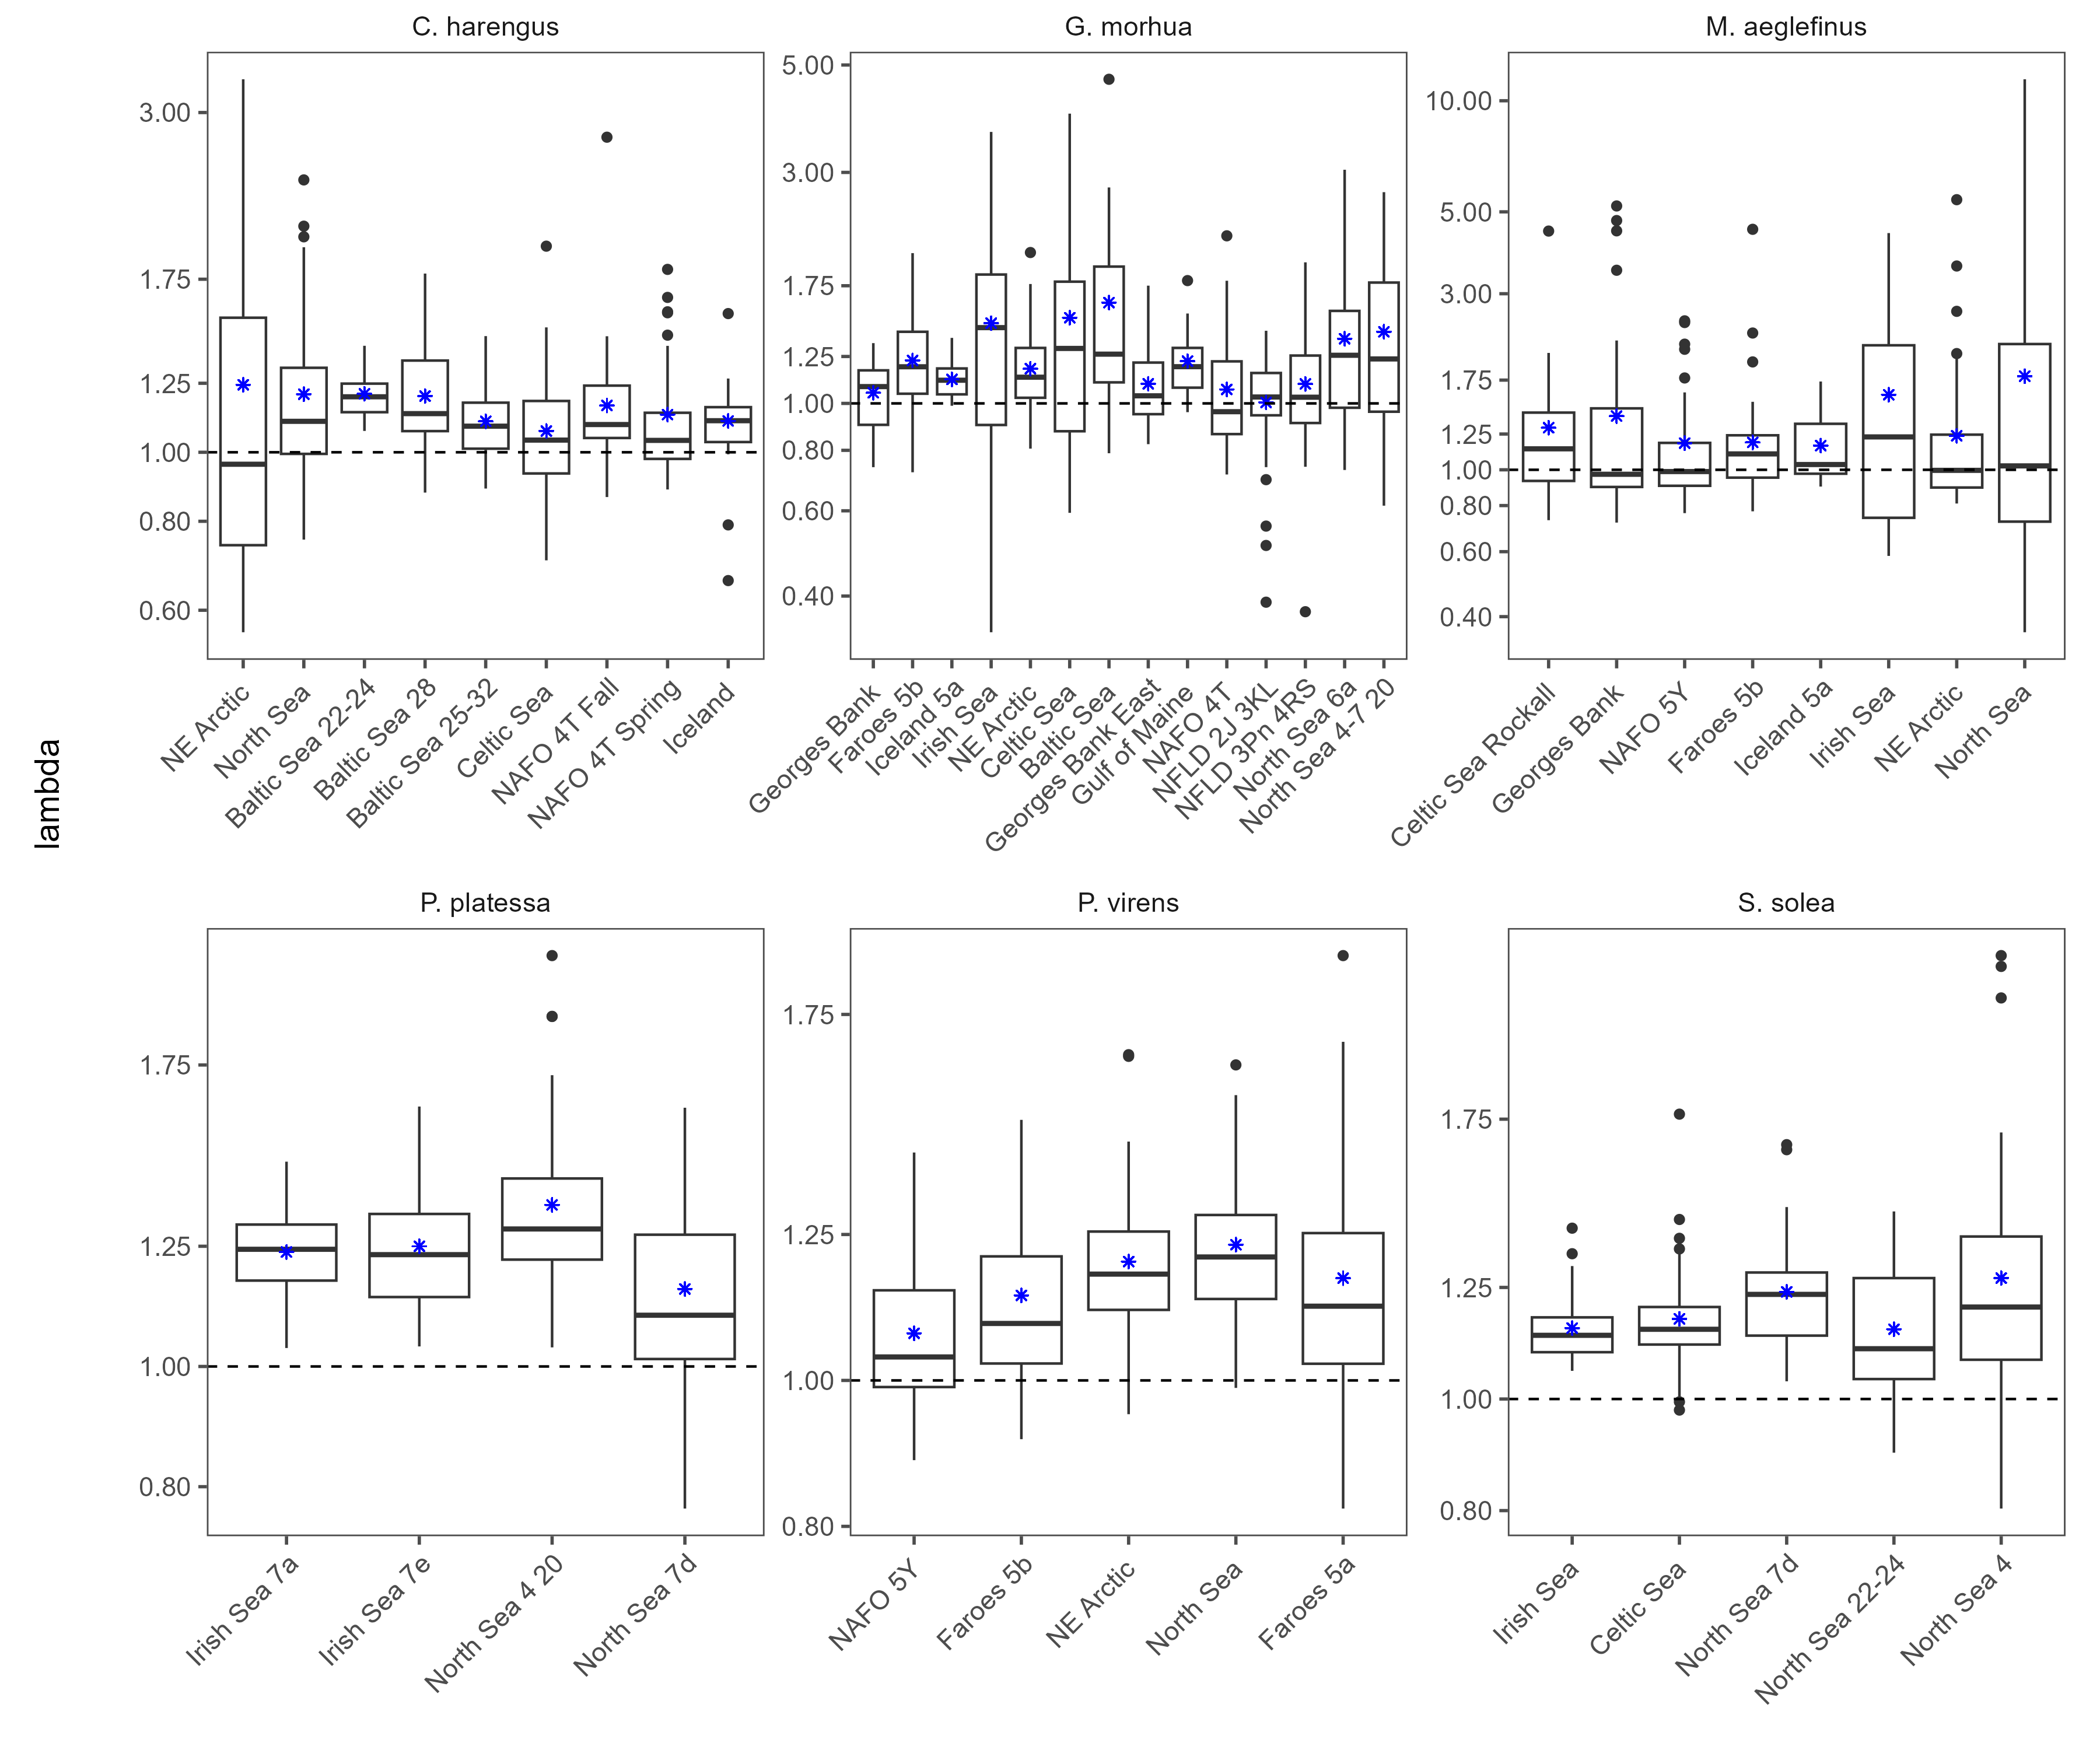 C. harengus
G. morhua
M. aeglefinus
3.00
1.75
1.25
1.00
0.80
0.60
5.00
3.00
1.75
1.25
1.00
0.80
0.60
0.40
10.00
5.00
3.00
1.75
1.25
1.00
0.80
0.60
0.40
NE Arctic
North Sea
Baltic Sea 22-24
Baltic Sea 28
Baltic Sea 25-32
Celtic Sea
NAFO 4T Fall
NAFO 4T Spring
Iceland
Georges Bank
Faroes 5b
Iceland 5a
Irish Sea
NE Arctic
Celtic Sea
Baltic Sea
Georges Bank East
Gulf of Maine
NAFO 4T
NFLD 2J 3KL
NFLD 3Pn 4RS
North Sea 6a
North Sea 4-7 20
Celtic Sea Rockall
Georges Bank
NAFO 5Y
Faroes 5b
Iceland 5a
Irish Sea
NE Arctic
North Sea
lambda
P. platessa
P. virens
S. solea
1.75
1.25
1.00
0.80
1.75
1.25
1.00
0.80
1.75
1.25
1.00
0.80
Irish Sea 7a
Irish Sea 7e
North Sea 4 20
North Sea 7d
NAFO 5Y
Faroes 5b
NE Arctic
North Sea
Faroes 5a
Irish Sea
Celtic Sea
North Sea 7d
North Sea 22-24
North Sea 4